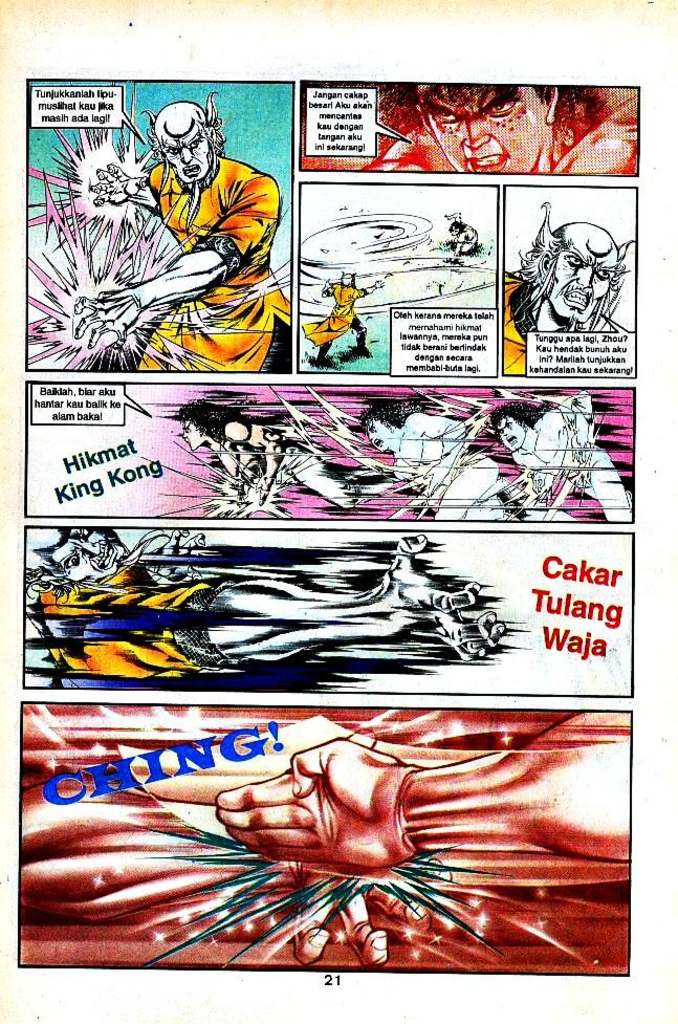 Tunjukkanlah tipu-
muslihat kau jika
masih ada lagi!
Jangan cakap
besar! Aku akan
mencantas
kau dengan
tangan aku
ini sekarang!
Oleh kerana mereka telah
memahami hikmat
lawannya, mereka pun
tidak berani bertindak
dengan secara
membabi-buta lagi.
Tunggu apa lagi, Zhou?
Kau hendak bunuh aku
ini? Marilah tunjukkan
kehandalan kau sekarang!
Baiklah, biar aku
hantar kau balik ke
alam baka!
Hikmat
King Kong
Cakar
Tulang
Waja
CHING!
21